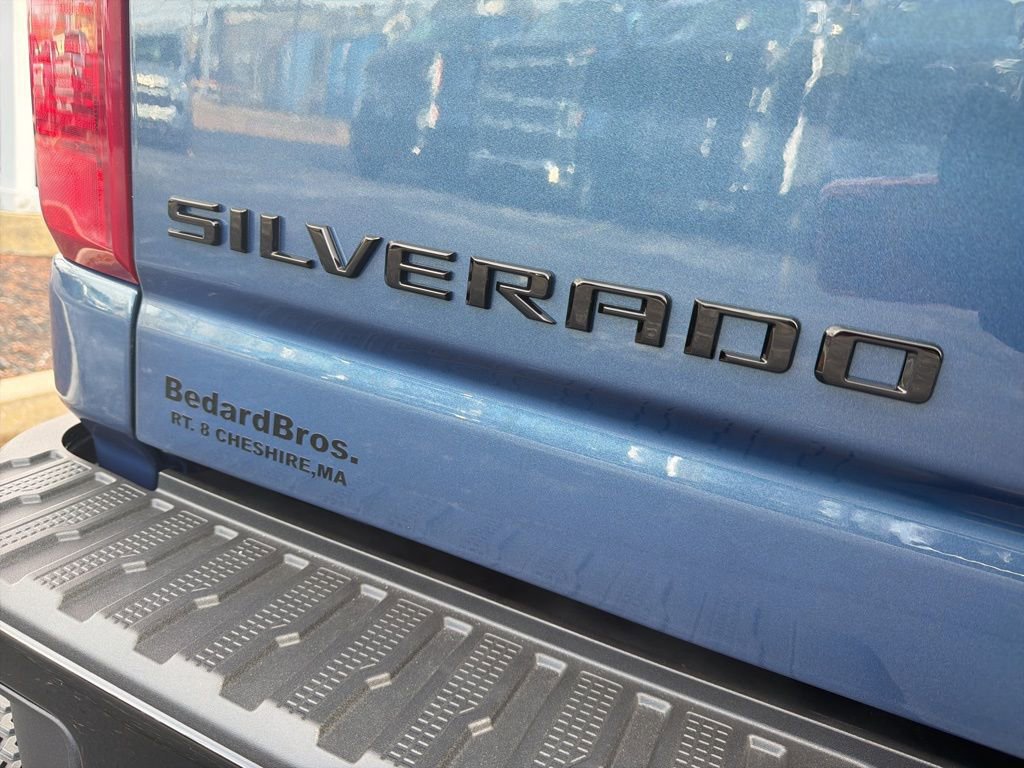 SILVERADO
BedardBros.
RT. 8 CHESHIRE,MA